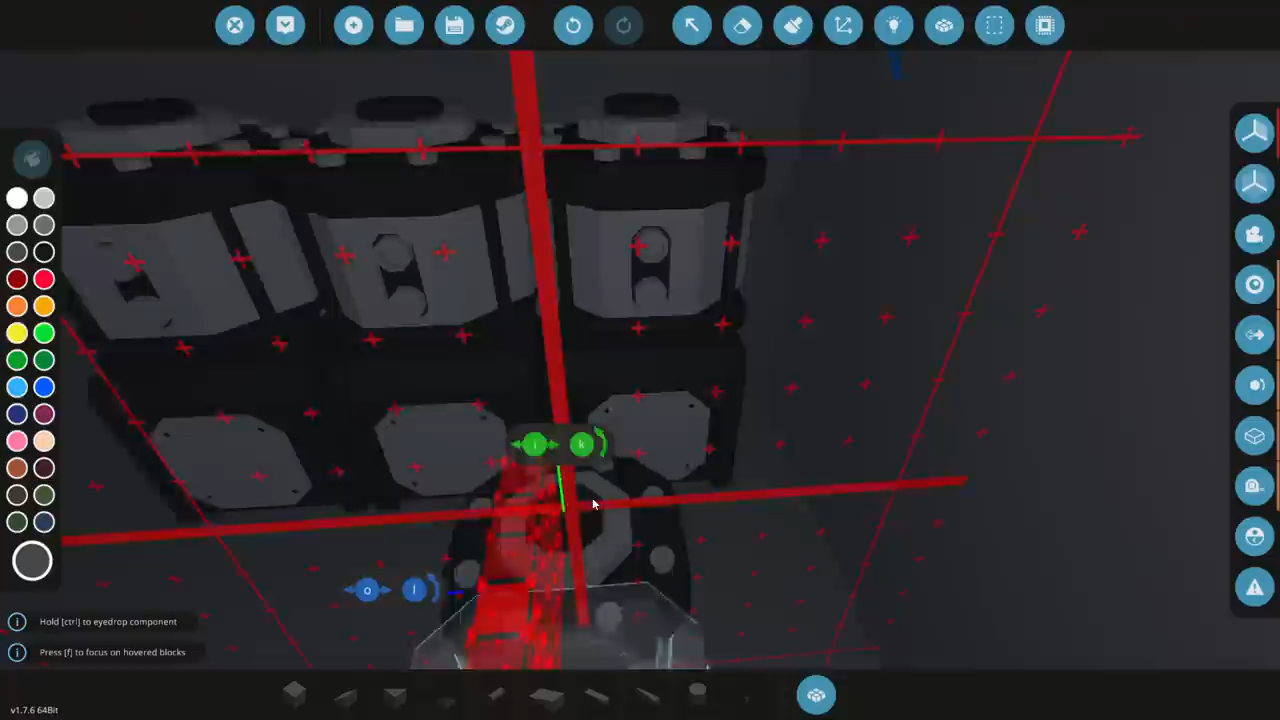 i k
o l
Hold [ctrl] to eyedrop component
Press [f] to focus on hovered blocks
v1.7.6 64Bit